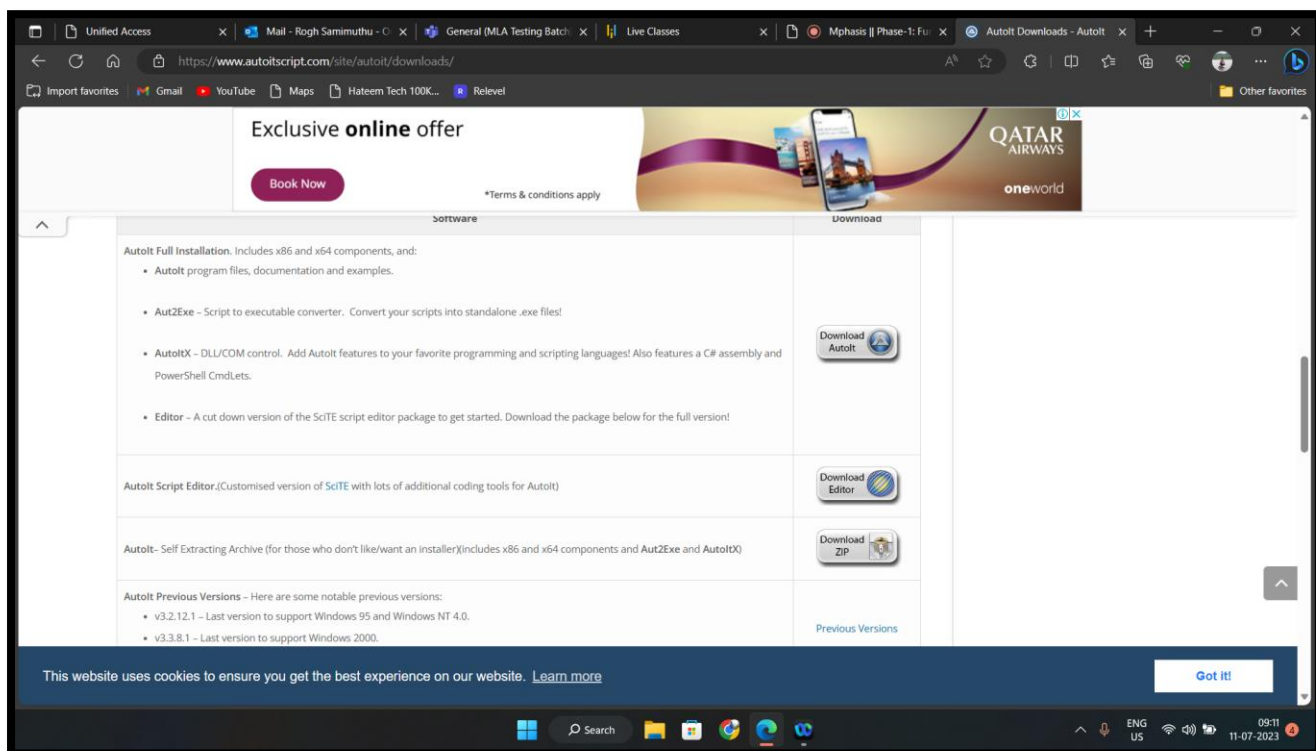 Unified Access
Mail - Rogh Samimuthu - O
General (MLA Testing Batch
Live Classes
Mphasis || Phase-1: Fu
AutoIt Downloads - AutoIt
https://www.autoitscript.com/site/autoit/downloads/
Import favorites
Gmail
YouTube
Maps
Hateem Tech 100K...
Relevel
Other favorites
Exclusive online offer
Book Now
*Terms & conditions apply
QATAR
AIRWAYS
oneworld
Software
Download
AutoIt Full Installation. Includes x86 and x64 components, and:
• AutoIt program files, documentation and examples.
• Aut2Exe – Script to executable converter. Convert your scripts into standalone .exe files!
• AutoItX – DLL/COM control. Add AutoIt features to your favorite programming and scripting languages! Also features a C# assembly and
PowerShell CmdLets.
• Editor – A cut down version of the SciTE script editor package to get started. Download the package below for the full version!
Download
AutoIt
AutoIt Script Editor.(Customised version of SciTE with lots of additional coding tools for AutoIt)
Download
Editor
AutoIt– Self Extracting Archive (for those who don't like/want an installer)(includes x86 and x64 components and Aut2Exe and AutoItX)
Download
ZIP
AutoIt Previous Versions – Here are some notable previous versions:
• v3.2.12.1 – Last version to support Windows 95 and Windows NT 4.0.
• v3.3.8.1 – Last version to support Windows 2000.
Previous Versions
This website uses cookies to ensure you get the best experience on our website. Learn more
Got it!
Search
ENG
US
09:11
11-07-2023
4